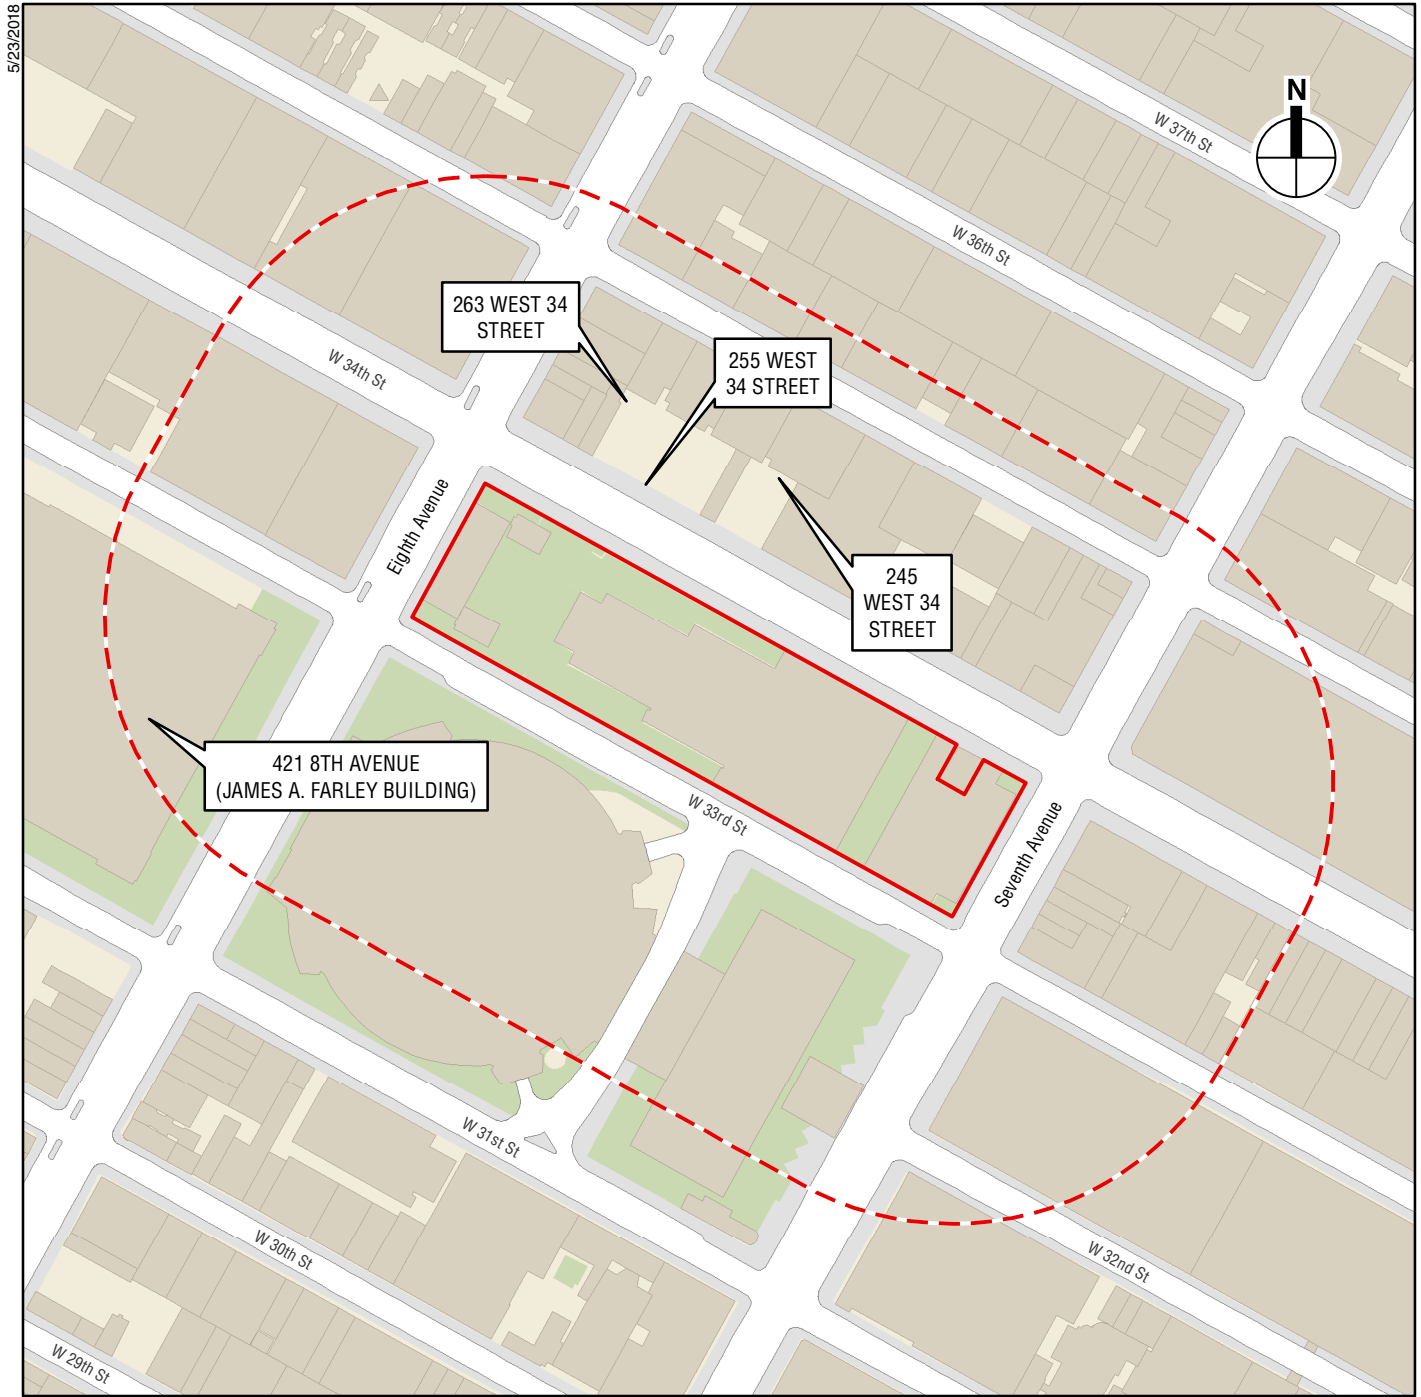 5/23/2018
N
W 37th St
W 36th St
263 WEST 34
STREET
255 WEST
34 STREET
W 34th St
Eighth Avenue
245
WEST 34
STREET
421 8TH AVENUE
(JAMES A. FARLEY BUILDING)
W 33rd St
Seventh Avenue
W 31st St
W 30th St
W 32nd St
W 29th St